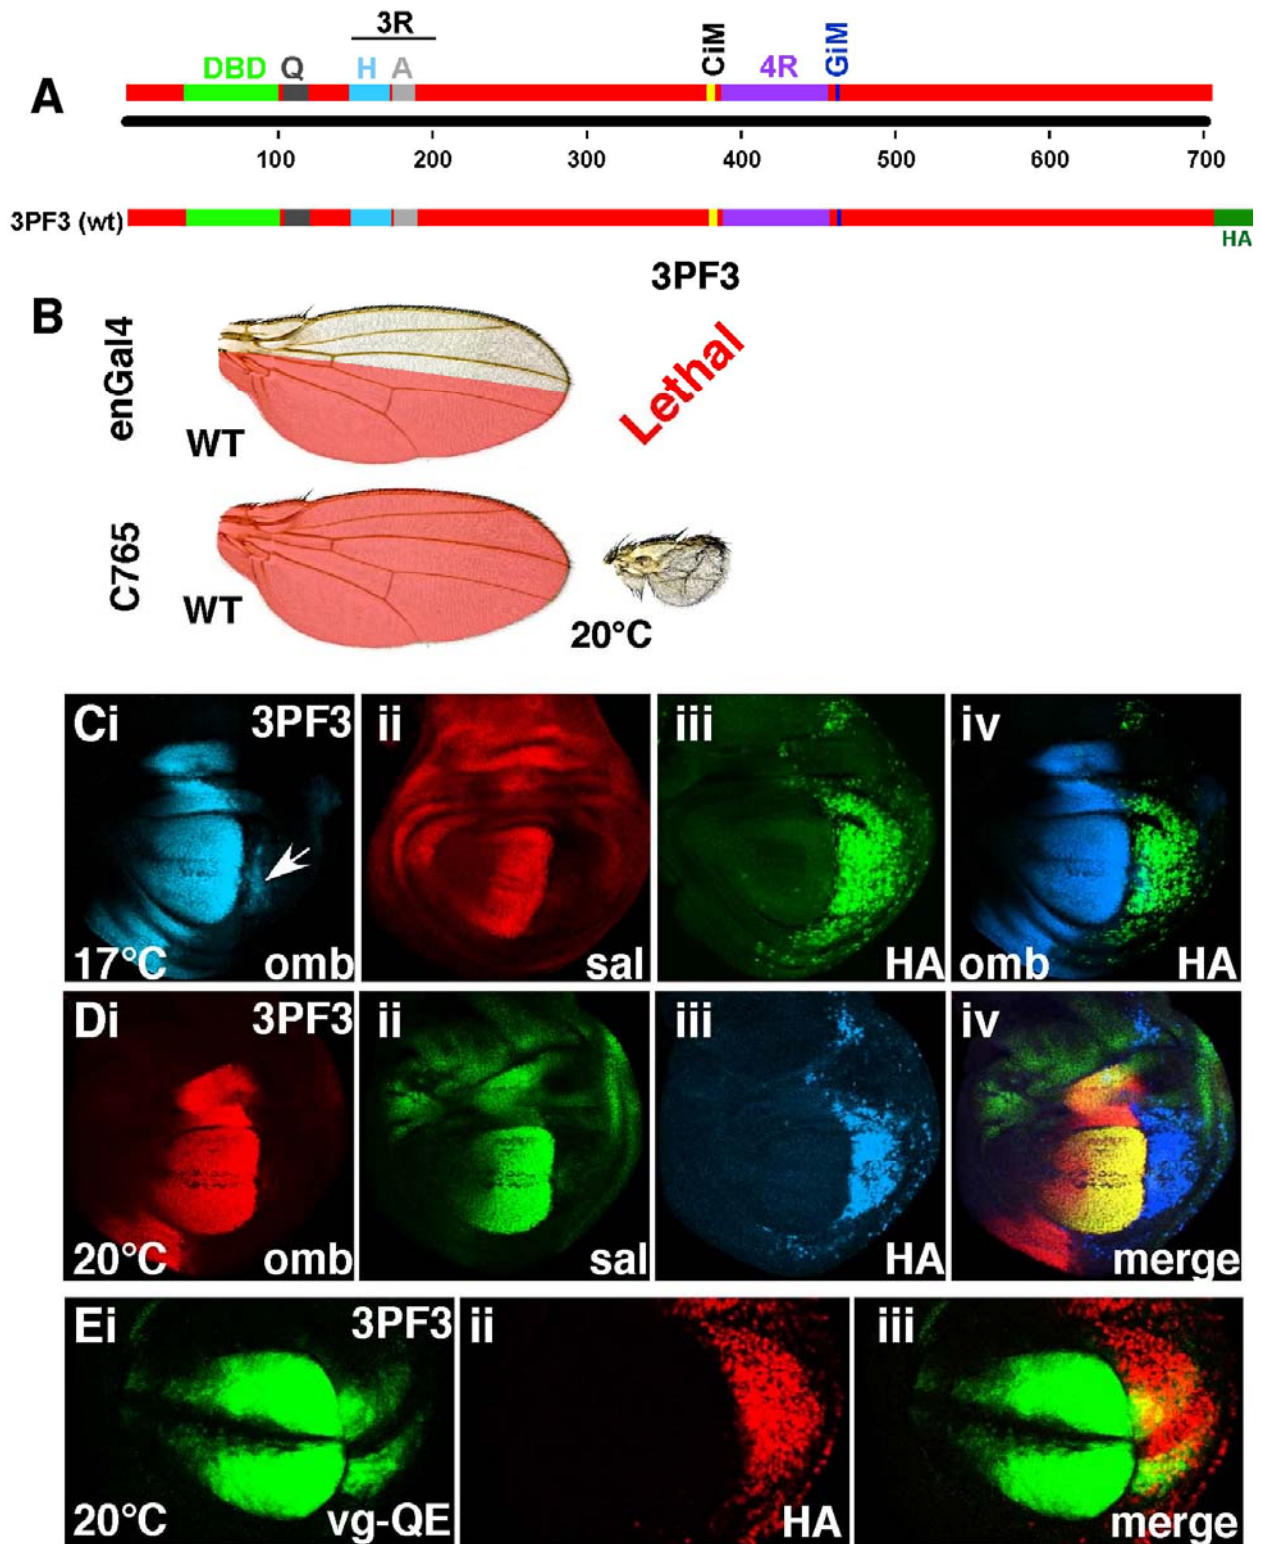 3R
CiM
GiM
DBD Q H A 4R
A
100 200 300 400 500 600 700
3PF3 (wt)
HA
3PF3
B
enGal4
WT
Lethal
C765
WT
20°C
Ci 3PF3 ii iii iv
17°C omb sal HA omb HA
Di 3PF3 ii iii iv
20°C omb sal HA merge
Ei 3PF3 ii iii
20°C vg-QE HA merge